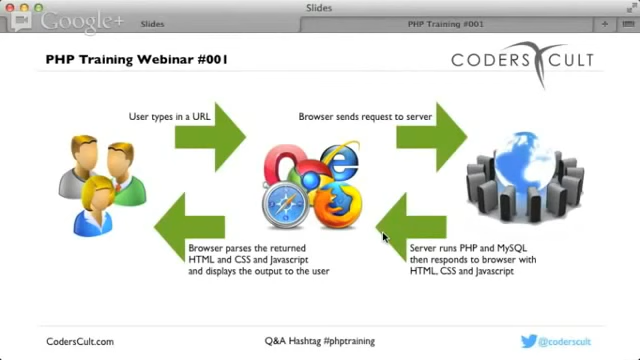 Slides
Google+
Slides
PHP Training #001
PHP Training Webinar #001
CODERS CULT
User types in a URL
Browser sends request to server
Browser parses the returned
HTML and CSS and Javascript
and displays the output to the user
Server runs PHP and MySQL
then responds to browser with
HTML, CSS and Javascript
CodersCult.com
Q&A Hashtag #phptraining
@coderscult